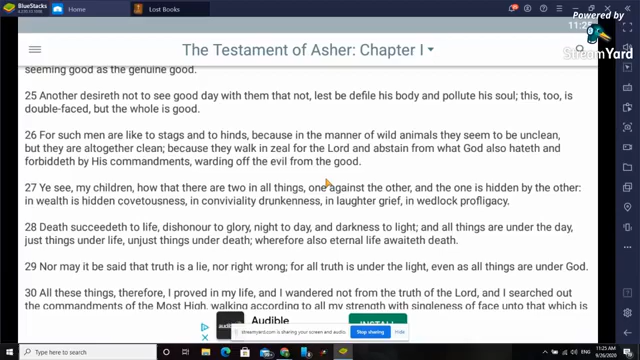 BlueStacks
Home
Lost Books
Powered by
11:25
StreamYard
The Testament of Asher: Chapter I
seeming good as the genuine good.
25 Another desireth not to see good day with them that not, lest be defile his body and pollute his soul; this, too, is
double-faced, but the whole is good.
26 For such men are like to stags and to hinds, because in the manner of wild animals they seem to be unclean,
but they are altogether clean; because they walk in zeal for the Lord and abstain from what God also hateth and
forbiddeth by His commandments, warding off the evil from the good.
27 Ye see, my children, how that there are two in all things, one against the other, and the one is hidden by the other:
in wealth is hidden covetousness, in conviviality drunkenness, in laughter grief, in wedlock profligacy.
28 Death succeedeth to life, dishonour to glory, night to day, and darkness to light; and all things are under the day,
just things under life, unjust things under death; wherefore also eternal life awaiteth death.
29 Nor may it be said that truth is a lie, nor right wrong; for all truth is under the light, even as all things are under God.
30 All these things, therefore, I proved in my life, and I wandered not from the truth of the Lord, and I searched out
the commandments of the Most High, walking according to all my strength with singleness of face unto that which is
audible
Audible
INSTALL
streamyard.com is sharing your screen and audio.
Stop sharing
Hide
Type here to search
11:25 AM
9/26/2020